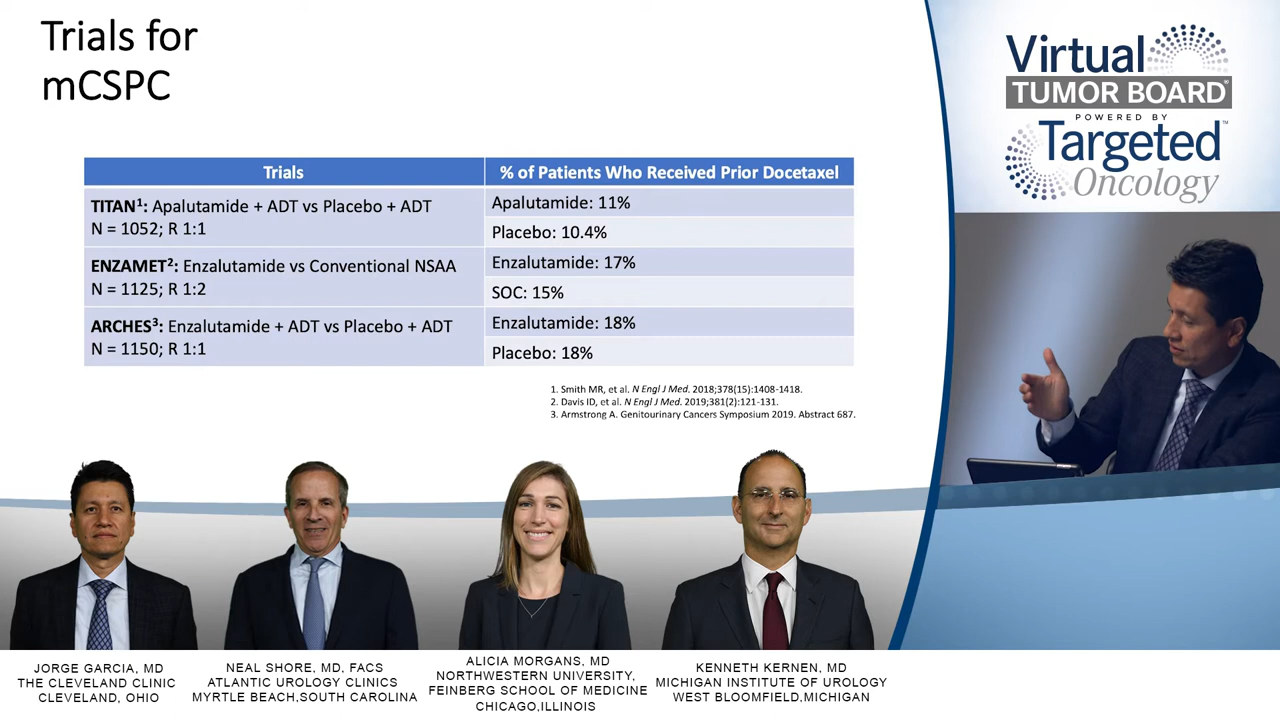 Trials for
mCSPC
Virtual
TUMOR BOARD®
POWERED BY
Targeted™
Oncology
Trials
% of Patients Who Received Prior Docetaxel
TITAN1: Apalutamide + ADT vs Placebo + ADT
N = 1052; R 1:1
Apalutamide: 11%
Placebo: 10.4%
ENZAMET2: Enzalutamide vs Conventional NSAA
N = 1125; R 1:2
Enzalutamide: 17%
SOC: 15%
ARCHES3: Enzalutamide + ADT vs Placebo + ADT
N = 1150; R 1:1
Enzalutamide: 18%
Placebo: 18%
1. Smith MR, et al. N Engl J Med. 2018;378(15):1408-1418.
2. Davis ID, et al. N Engl J Med. 2019;381(2):121-131.
3. Armstrong A. Genitourinary Cancers Symposium 2019. Abstract 687.
JORGE GARCIA, MD
THE CLEVELAND CLINIC
CLEVELAND, OHIO
NEAL SHORE, MD, FACS
ATLANTIC UROLOGY CLINICS
MYRTLE BEACH,SOUTH CAROLINA
ALICIA MORGANS, MD
NORTHWESTERN UNIVERSITY,
FEINBERG SCHOOL OF MEDICINE
CHICAGO,ILLINOIS
KENNETH KERNEN, MD
MICHIGAN INSTITUTE OF UROLOGY
WEST BLOOMFIELD,MICHIGAN